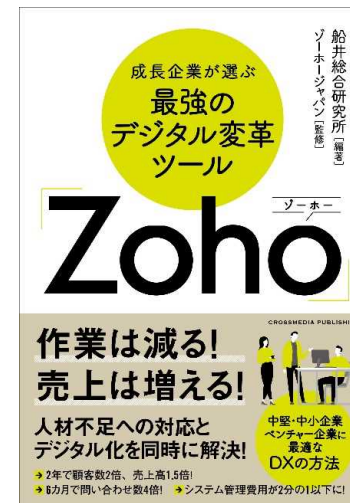 船井総合研究所[編著]
ゾーホージャパン[監修]
成長企業が選ぶ
最強の
デジタル変革
ツール
ゾーホー
「Zoho」
CROSSMEDIA PUBLISHI
作業は減る!
売上は増える!
人材不足への対応と
デジタル化を同時に解決!
→2年で顧客数2倍、売上高1.5倍!
→6カ月で問い合わせ数4倍! →システム管理費用が2分の1以下に!
中堅・中小企業
ベンチャー企業に
最適な
DXの方法